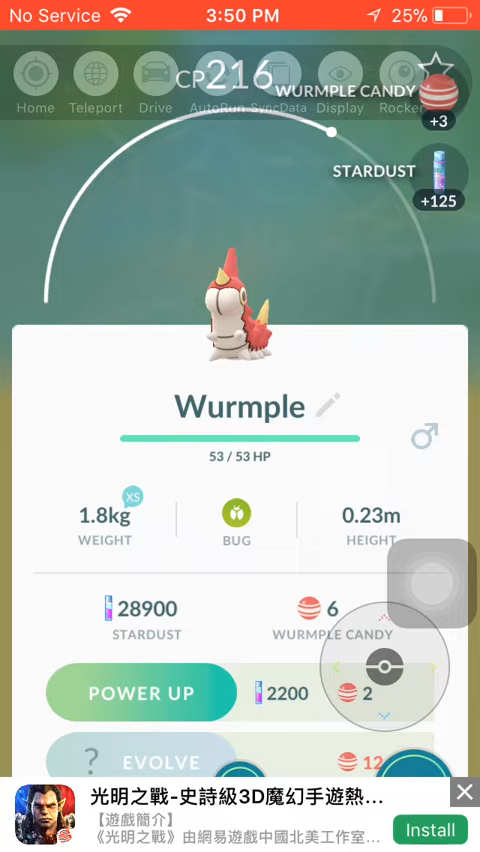 No Service 3:50 PM 25%
CP216
Home Teleport Drive AutoRun SyncData Display Rocker
WURMPLE CANDY
+3
STARDUST
+125
Wurmple
53 / 53 HP
XS
1.8kg 0.23m
WEIGHT BUG HEIGHT
28900 6
STARDUST WURMPLE CANDY
POWER UP 2200 2
? EVOLVE 12
光明之戰-史詩級3D魔幻手遊熱...
【遊戲簡介】
《光明之戰》由網易遊戲中國北美工作室...
Install